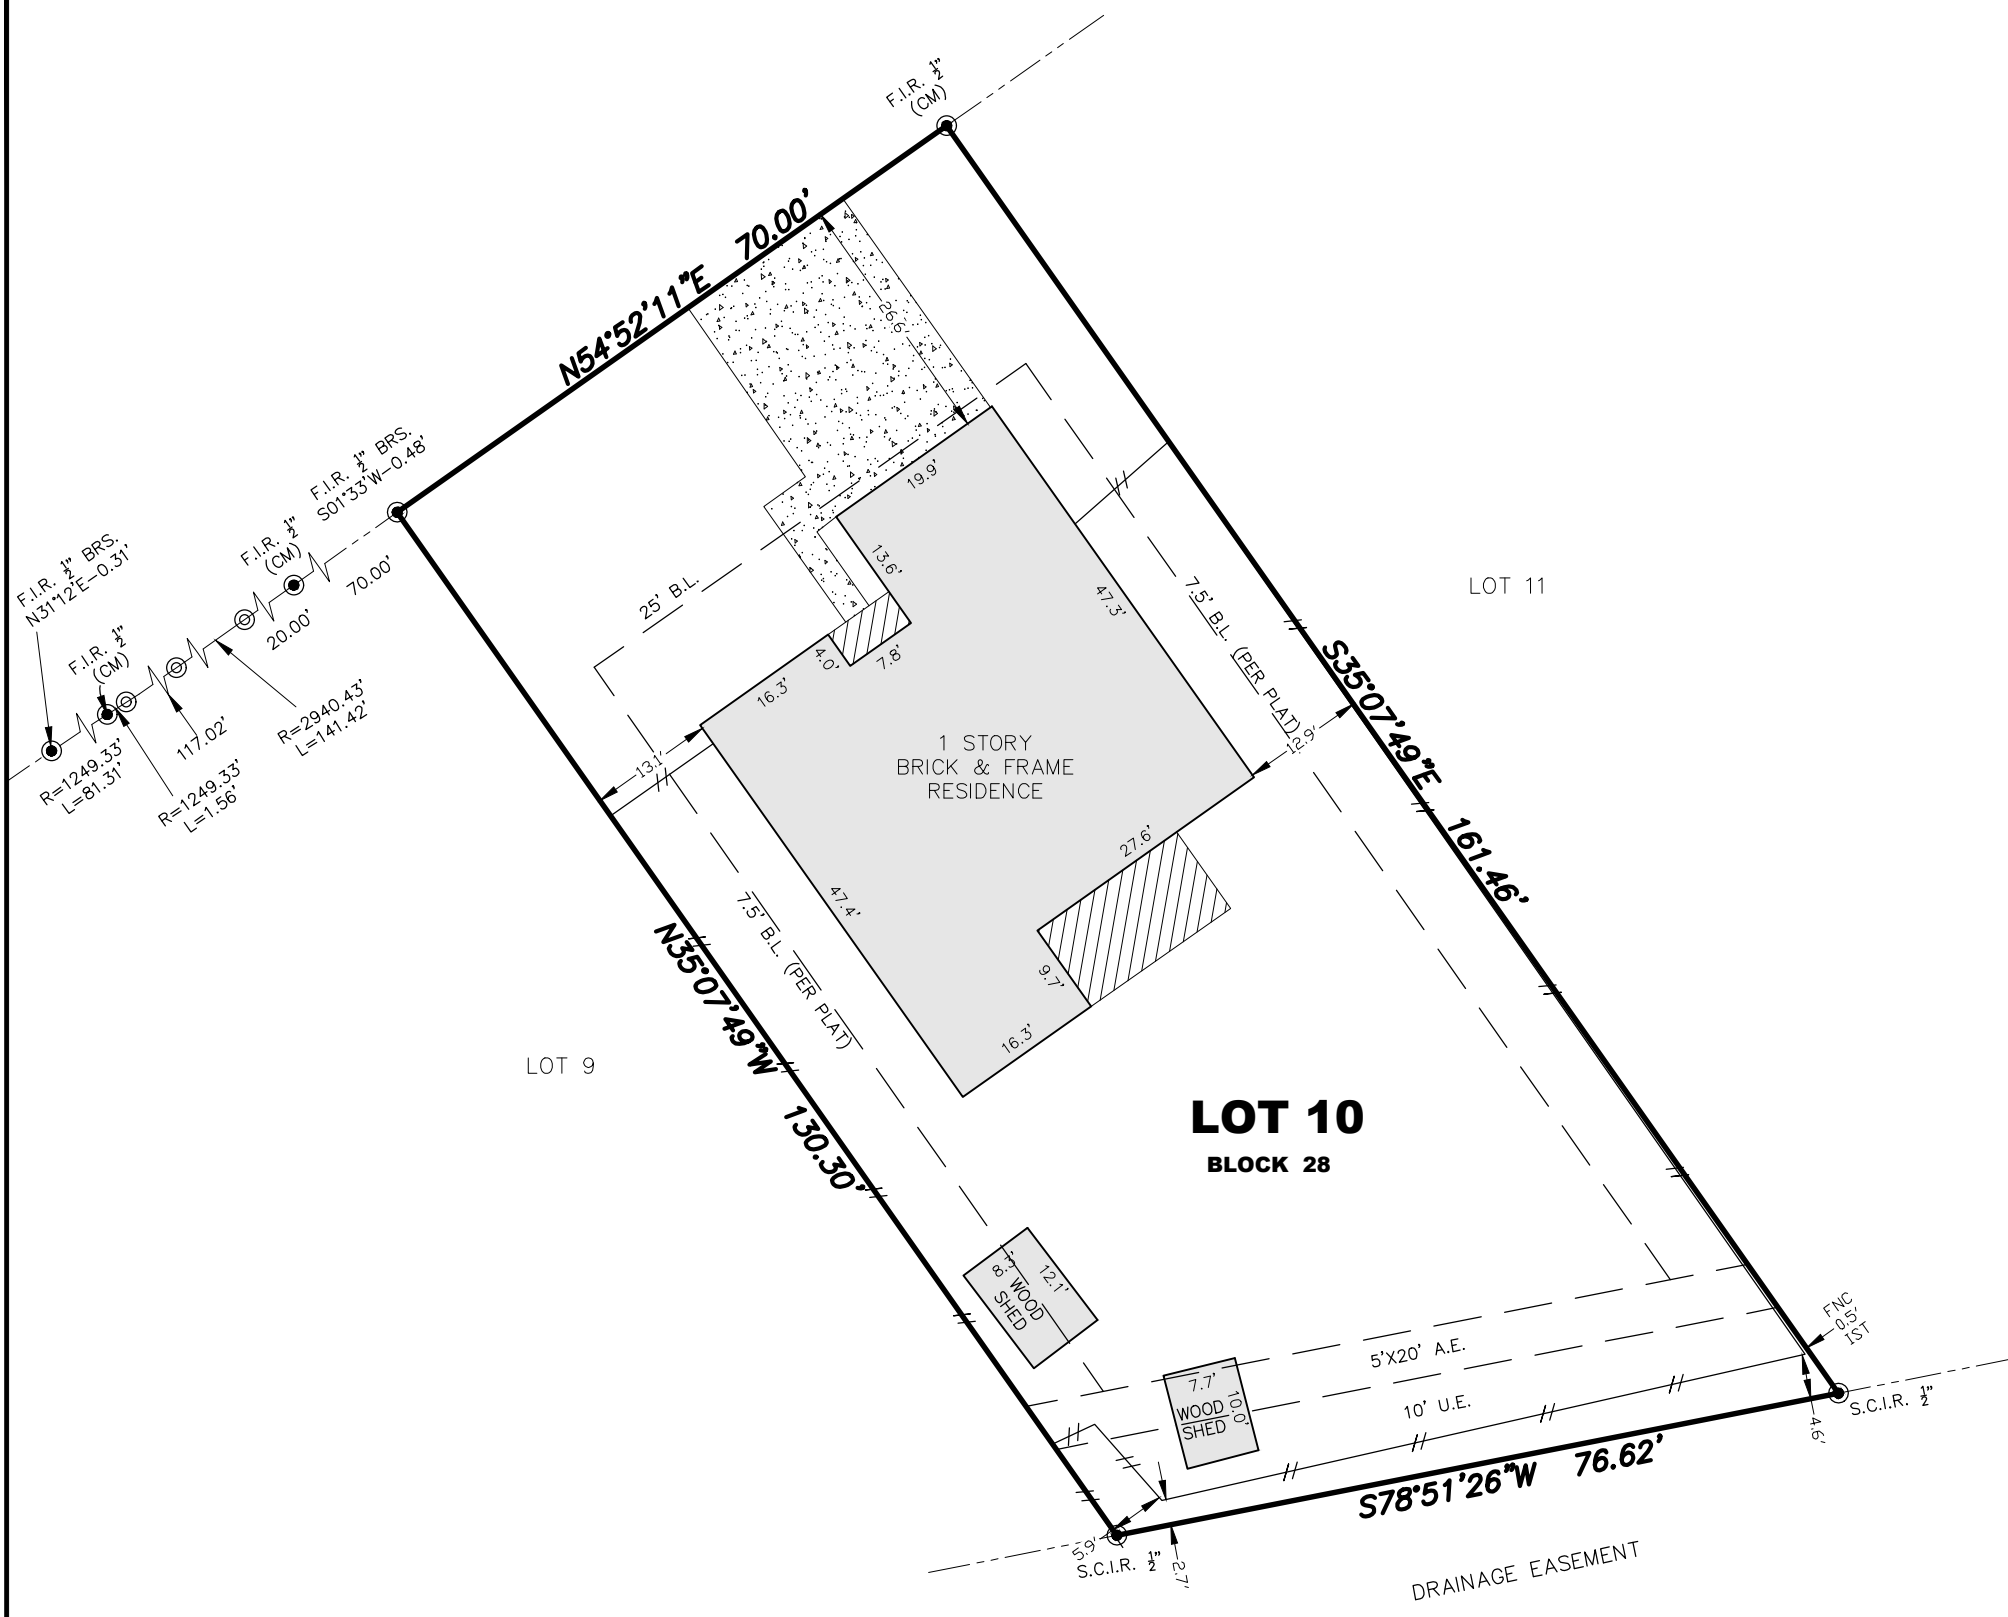 F.I.R. ½"
(CM)
N54°52'11"E 70.00'
26.6'
F.I.R. ½" BRS.
S01°33'W-0.48'
F.I.R. ½"
(CM)
70.00'
20.00'
F.I.R. ½" BRS.
N31°12'E-0.31'
F.I.R. ½"
(CM)
R=2940.43'
L=141.42'
117.02'
R=1249.33'
L=81.31'
R=1249.33'
L=1.56'
25' B.L.
19.9'
13.6'
4.0'
7.8'
16.3'
47.3'
7.5' B.L. (PER PLAT)
LOT 11
S35°07'49"E 161.46'
12.9'
13.1'
1 STORY
BRICK & FRAME
RESIDENCE
27.6'
47.4'
9.7'
16.3'
7.5' B.L. (PER PLAT)
N35°07'49"W 130.30'
LOT 9
LOT 10
BLOCK 28
8.3'
12.1'
WOOD
SHED
FNC
0.5'
IST
5'X20' A.E.
10' U.E.
7.7'
10.0'
WOOD
SHED
4.6'
S.C.I.R. ½"
S78°51'26"W 76.62'
5.9'
S.C.I.R. ½"
2.7'
DRAINAGE EASEMENT